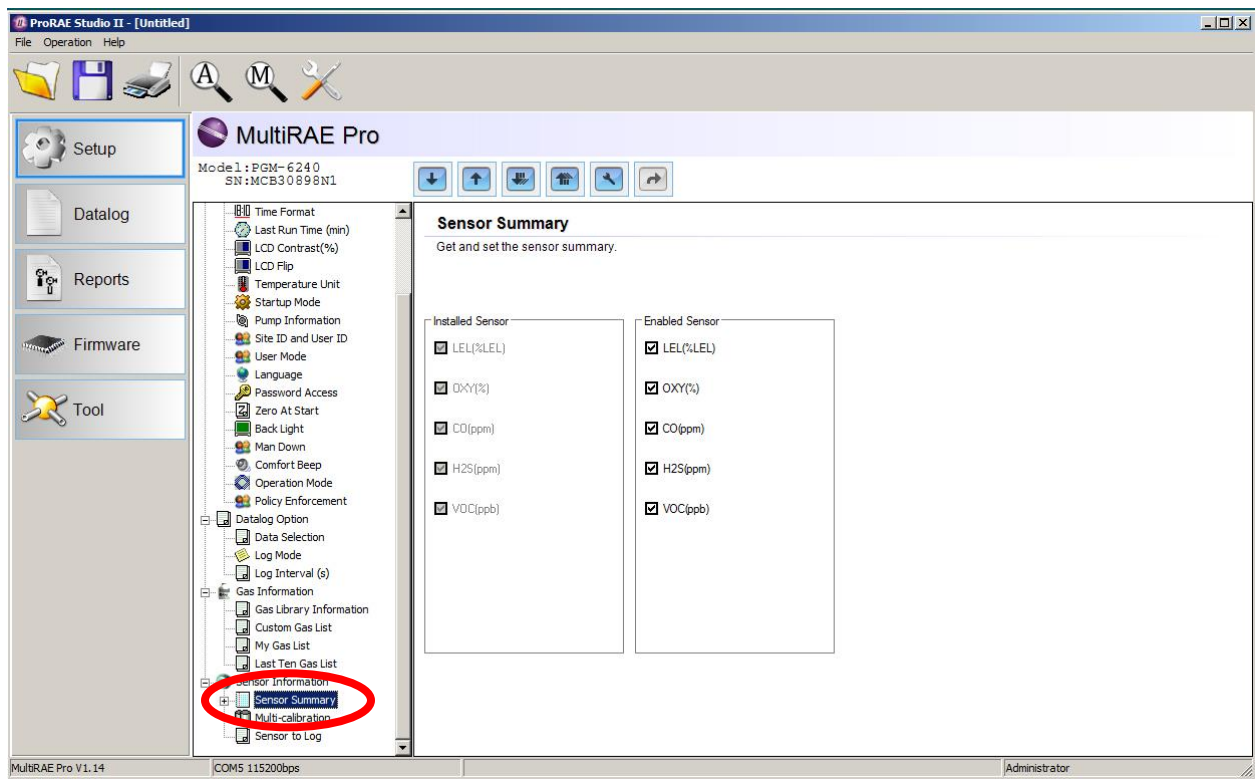 ProRAE Studio II - [Untitled]
File Operation Help
A M
Setup
Datalog
Reports
Firmware
Tool
MultiRAE Pro
Model:PGM-6240
SN:MCB30898N1
Time Format
Last Run Time (min)
LCD Contrast(%)
LCD Flip
Temperature Unit
Startup Mode
Pump Information
Site ID and User ID
User Mode
Language
Password Access
Zero At Start
Back Light
Man Down
Comfort Beep
Operation Mode
Policy Enforcement
Datalog Option
Data Selection
Log Mode
Log Interval (s)
Gas Information
Gas Library Information
Custom Gas List
My Gas List
Last Ten Gas List
Sensor Information
Sensor Summary
Multi-calibration
Sensor to Log
Sensor Summary
Get and set the sensor summary.
Installed Sensor
LEL(%LEL)
OXY(%)
CO(ppm)
H2S(ppm)
VOC(ppb)
Enabled Sensor
LEL(%LEL)
OXY(%)
CO(ppm)
H2S(ppm)
VOC(ppb)
MultiRAE Pro V1.14
COM5 115200bps
Administrator